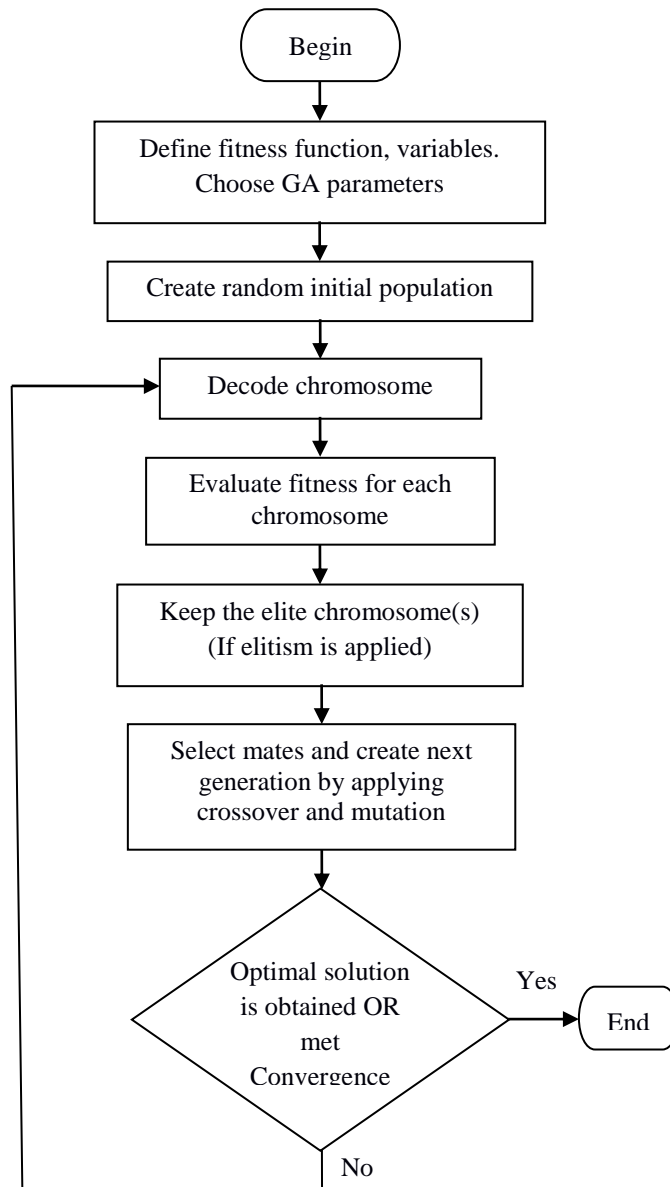 Begin
Define fitness function, variables.
Choose GA parameters
Create random initial population
Decode chromosome
Evaluate fitness for each
chromosome
Keep the elite chromosome(s)
(If elitism is applied)
Select mates and create next
generation by applying
crossover and mutation
Optimal solution
is obtained OR
met
Convergence
Yes
End
No